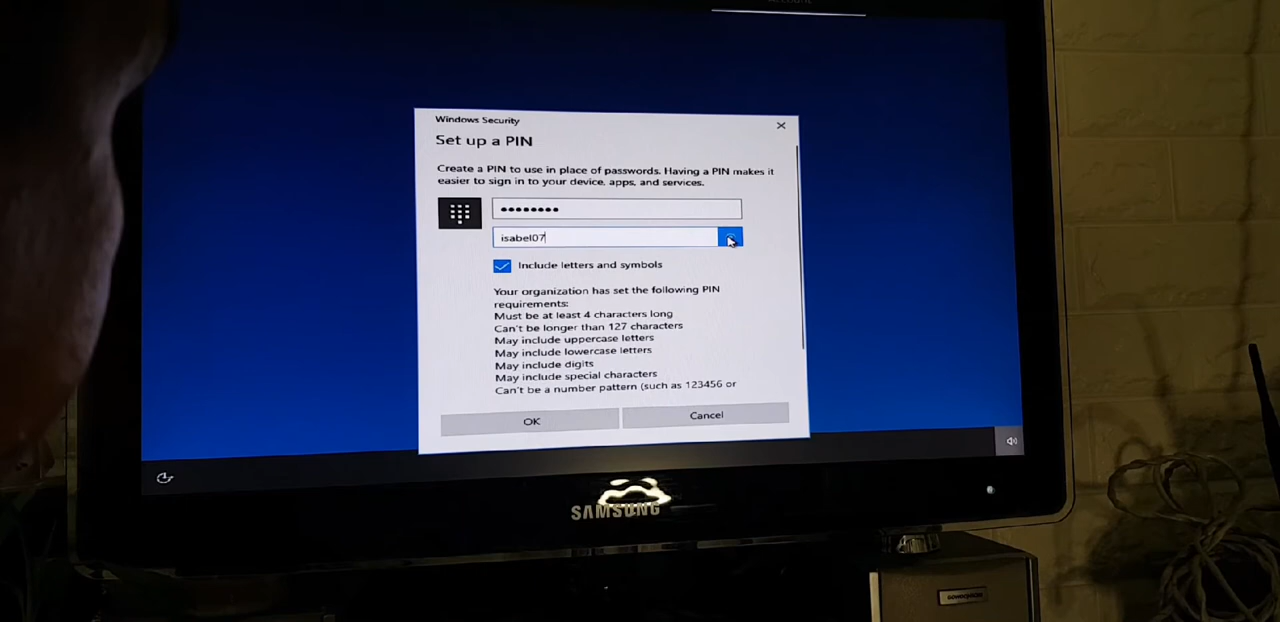 Windows Security
Set up a PIN
Create a PIN to use in place of passwords. Having a PIN makes it
easier to sign in to your device, apps, and services.
••••••••
isabel07
Include letters and symbols
Your organization has set the following PIN
requirements:
Must be at least 4 characters long
Can't be longer than 127 characters
May include uppercase letters
May include lowercase letters
May include digits
May include special characters
Can't be a number pattern (such as 123456 or
OK
Cancel
SAMSUNG